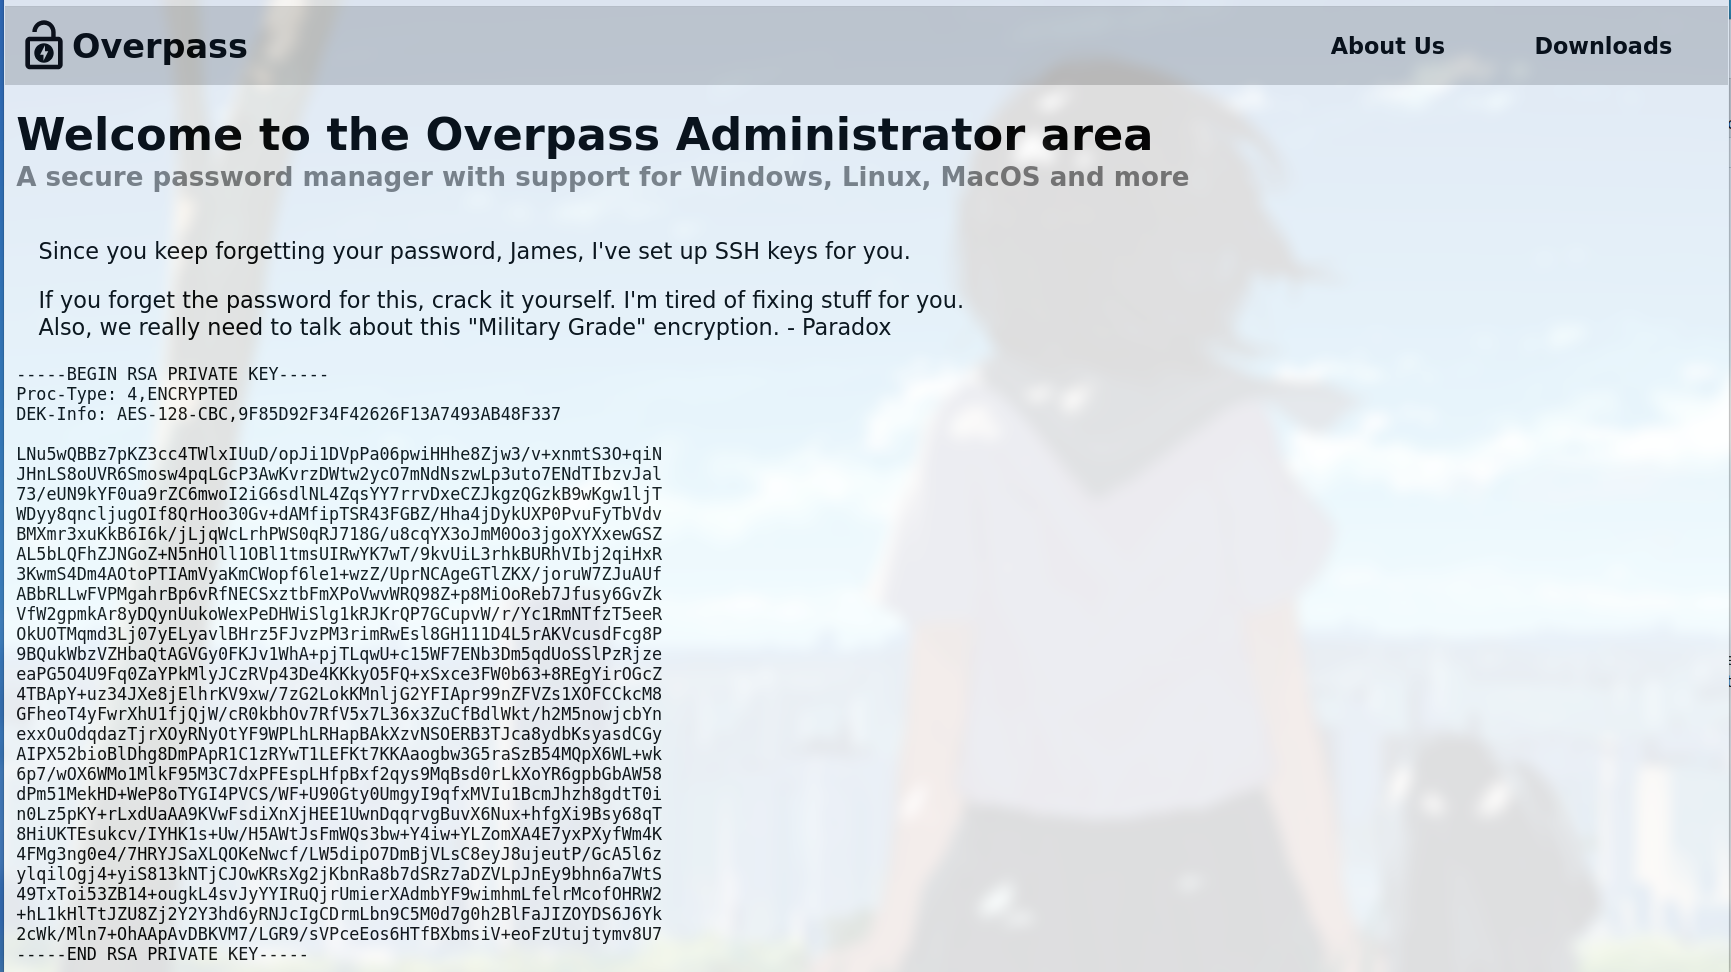 Overpass
About Us
Downloads
Welcome to the Overpass Administrator area
A secure password manager with support for Windows, Linux, MacOS and more
Since you keep forgetting your password, James, I've set up SSH keys for you.
If you forget the password for this, crack it yourself. I'm tired of fixing stuff for you.
Also, we really need to talk about this "Military Grade" encryption. - Paradox
-----BEGIN RSA PRIVATE KEY-----
Proc-Type: 4,ENCRYPTED
DEK-Info: AES-128-CBC,9F85D92F34F42626F13A7493AB48F337
LNu5wQBBz7pKZ3cc4TWlxIUuD/opJi1DVpPa06pwiHHhe8Zjw3/v+xnmtS3O+qiN
JHnLS8oUVR6Smosw4pqLGcP3AwKvrzDWtw2ycO7mNdNszwLp3uto7ENdTIbzvJal
73/eUN9kYF0ua9rZC6mwoI2iG6sdlNL4ZqsYY7rrvDxeCZJkgzQGzkB9wKgw1ljT
WDyy8qncljugOIf8QrHoo30Gv+dAMfipTSR43FGBZ/Hha4jDykUXP0PvuFyTbVdv
BMXmr3xuKkB6I6k/jLjqWcLrhPWS0qRJ718G/u8cqYX3oJmM0Oo3jgoXYXxewGSZ
AL5bLQFhZJNGoZ+N5nHOll1OBl1tmsUIRwYK7wT/9kvUiL3rhkBURhVIbj2qiHxR
3KwmS4Dm4AOtoPTIAmVyaKmCWopf6le1+wzZ/UprNCAgeGTlZKX/joruW7ZJuAUf
ABbRLLwFVPMgahrBp6vRfNECSxztbFmXPoVwvWRQ98Z+p8MiOoReb7Jfusy6GvZk
VfW2gpmkAr8yDQynUukoWexPeDHWiSlg1kRJKrQP7GCupvW/r/Yc1RmNTfzT5eeR
OkUOTMqmd3Lj07yELyavlBHrz5FJvzPM3rimRwEsl8GH111D4L5rAKVcusdFcg8P
9BQukWbzVZHbaQtAGVGy0FKJv1WhA+pjTLqwU+c15WF7ENb3Dm5qdUoSSlPzRjze
eaPG5O4U9Fq0ZaYPkMlyJCzRVp43De4KKkyO5FQ+xSxce3FW0b63+8REgYirOGcZ
4TBApY+uz34JXe8jElhrKV9xw/7zG2LokKMnljG2YFIApr99nZFVZs1XOFCCkcM8
GFheoT4yFwrXhU1fjQjW/cR0kbhOv7RfV5x7L36x3ZuCfBdlWkt/h2M5nowjcbYn
exxOuOdqdazTjrXOyRNyOtYF9WPLhLRHapBAkXzvNSOERB3TJca8ydbKsyasdCGy
AIPX52bioBlDhg8DmPApR1C1zRYwT1LEFKt7KKAaogbw3G5raSzB54MQpX6WL+wk
6p7/wOX6WMo1MlkF95M3C7dxPFEspLHfpBxf2qys9MqBsd0rLkXoYR6gpbGbAW58
dPm51MekHD+WeP8oTYGI4PVCS/WF+U90Gty0UmgyI9qfxMVIu1BcmJhzh8gdtT0i
n0Lz5pKY+rLxdUaAA9KVwFsdiXnXjHEE1UwnDqqrvgBuvX6Nux+hfgXi9Bsy68qT
8HiUKTEsukcv/IYHK1s+Uw/H5AWtJsFmWQs3bw+Y4iw+YLZomXA4E7yxPXyfWm4K
4FMg3ng0e4/7HRYJSaXLQOKeNwcf/LW5dipO7DmBjVLsC8eyJ8ujeutP/GcA5l6z
ylqilOgj4+yiS813kNTjCJOwKRsXg2jKbnRa8b7dSRz7aDZVLpJnEy9bhn6a7WtS
49TxToi53ZB14+ougkL4svJyYYIRuQjrUmierXAdmbYF9wimhmLfelrMcofOHRW2
+hL1kHlTtJZU8Zj2Y2Y3hd6yRNJcIgCDrmLbn9C5M0d7g0h2BlFaJIZOYDS6J6Yk
2cWk/Mln7+OhAApAvDBKVM7/LGR9/sVPceEos6HTfBXbmsiV+eoFzUtujtymv8U7
-----END RSA PRIVATE KEY-----